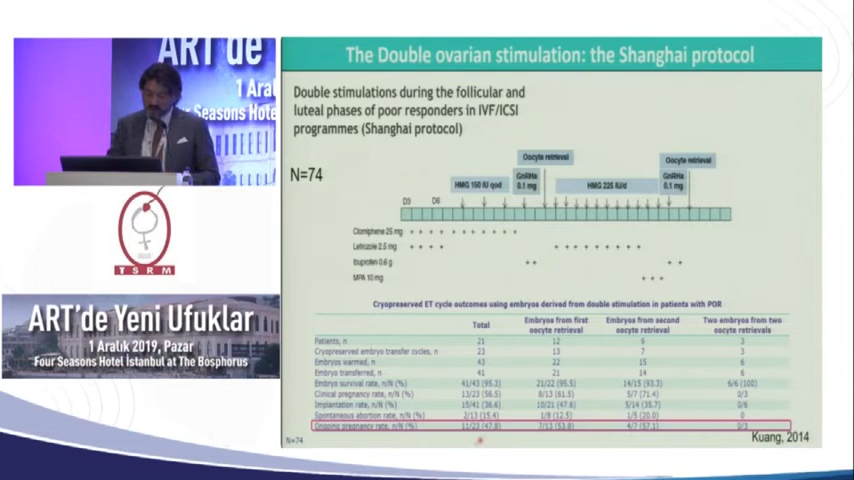 ART'de
1 Aral
Four Seasons Hotel
TSRM
ART'de Yeni Ufuklar
1 Aralık 2019, Pazar
Four Seasons Hotel İstanbul at The Bosphorus
The Double ovarian stimulation: the Shanghai protocol
Double stimulations during the follicular and
luteal phases of poor responders in IVF/ICSI
programmes (Shanghai protocol)
N=74
Oocyte retrieval
Oocyte retrieval
HMG 150 IU qod
GnRHa
0.1 mg
HMG 225 IU/d
GnRHa
0.1 mg
D3
D6
Clomiphene 25 mg
Letrozole 2.5 mg
Ibuprofen 0.6 g
MPA 10 mg
Cryopreserved ET cycle outcomes using embryos derived from double stimulation in patients with POR
Total Embryos from first oocyte retrieval Embryos from second oocyte retrieval Two embryos from two oocyte retrievals
Patients, n 21 12 6 3
Cryopreserved embryo transfer cycles, n 23 13 7 3
Embryos warmed, n 43 22 15 6
Embryo transferred, n 41 21 14 6
Embryo survival rate, n/N (%) 41/43 (95.3) 21/22 (95.5) 14/15 (93.3) 6/6 (100)
Clinical pregnancy rate, n/N (%) 13/23 (56.5) 8/13 (61.5) 5/7 (71.4) 0/3
Implantation rate, n/N (%) 15/41 (36.6) 10/21 (47.6) 5/14 (35.7) 0/6
Spontaneous abortion rate, n/N (%) 2/13 (15.4) 1/8 (12.5) 1/5 (20.0) 0
Ongoing pregnancy rate, n/N (%) 11/23 (47.8) 7/13 (53.8) 4/7 (57.1) 0/3
N=74
Kuang, 2014